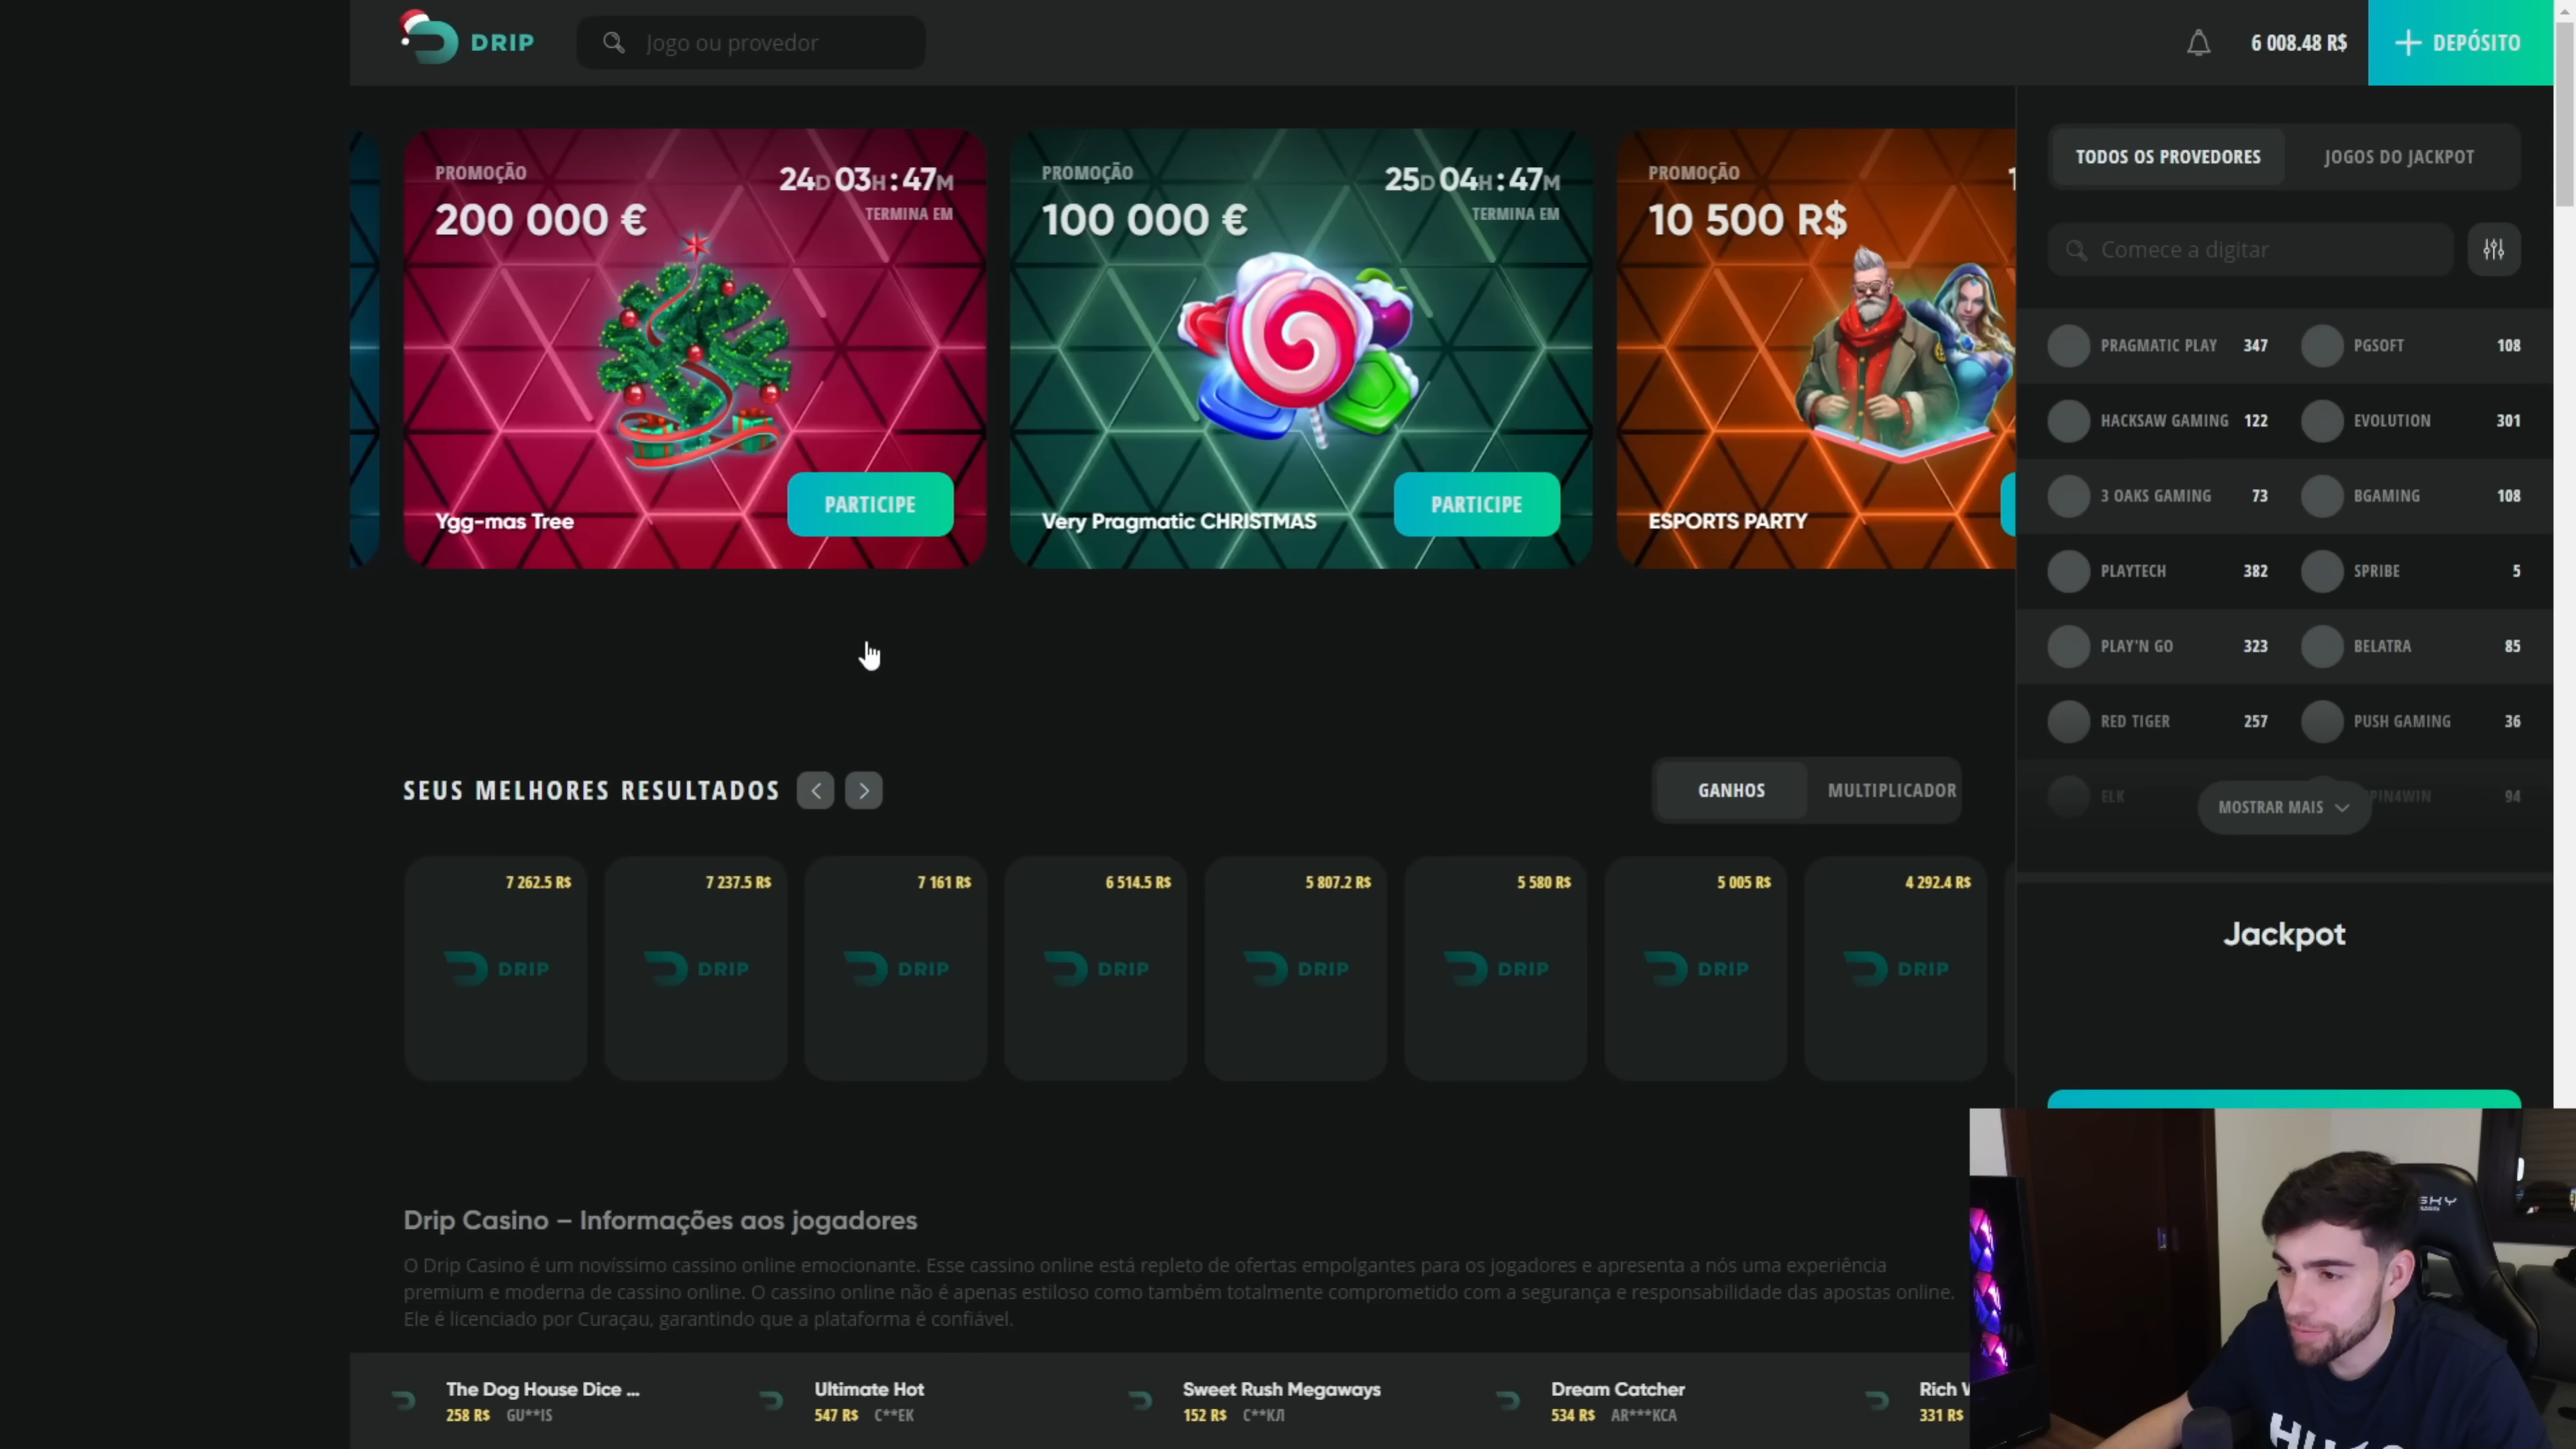 DRIP
Jogo ou provedor
6 008.48 R$
DEPÓSITO
PROMOÇÃO
24D 03H : 47M
200 000 €
TERMINA EM
Ygg-mas Tree
PARTICIPE
PROMOÇÃO
25D 04H : 47M
100 000 €
TERMINA EM
Very Pragmatic CHRISTMAS
PARTICIPE
PROMOÇÃO
10 500 R$
ESPORTS PARTY
TODOS OS PROVEDORES
JOGOS DO JACKPOT
Comece a digitar
PRAGMATIC PLAY 347
PGSOFT 108
HACKSAW GAMING 122
EVOLUTION 301
3 OAKS GAMING 73
BGAMING 108
PLAYTECH 382
SPRIBE 5
PLAY'N GO 323
BELATRA 85
RED TIGER 257
PUSH GAMING 36
ELK
94
MOSTRAR MAIS
Jackpot
SEUS MELHORES RESULTADOS
GANHOS
MULTIPLICADOR
7 262.5 R$
7 237.5 R$
7 161 R$
6 514.5 R$
5 807.2 R$
5 580 R$
5 005 R$
4 292.4 R$
DRIP
DRIP
DRIP
DRIP
DRIP
DRIP
DRIP
DRIP
Drip Casino – Informações aos jogadores
O Drip Casino é um novíssimo cassino online emocionante. Esse cassino online está repleto de ofertas empolgantes para os jogadores e apresenta a nós uma experiência
premium e moderna de cassino online. O cassino online não é apenas estiloso como também totalmente comprometido com a segurança e responsabilidade das apostas online.
Ele é licenciado por Curaçau, garantindo que a plataforma é confiável.
The Dog House Dice ...
258 R$ GU**IS
Ultimate Hot
547 R$ C**EK
Sweet Rush Megaways
152 R$ С**КЛ
Dream Catcher
534 R$ AR***KCA
Rich
331 R$